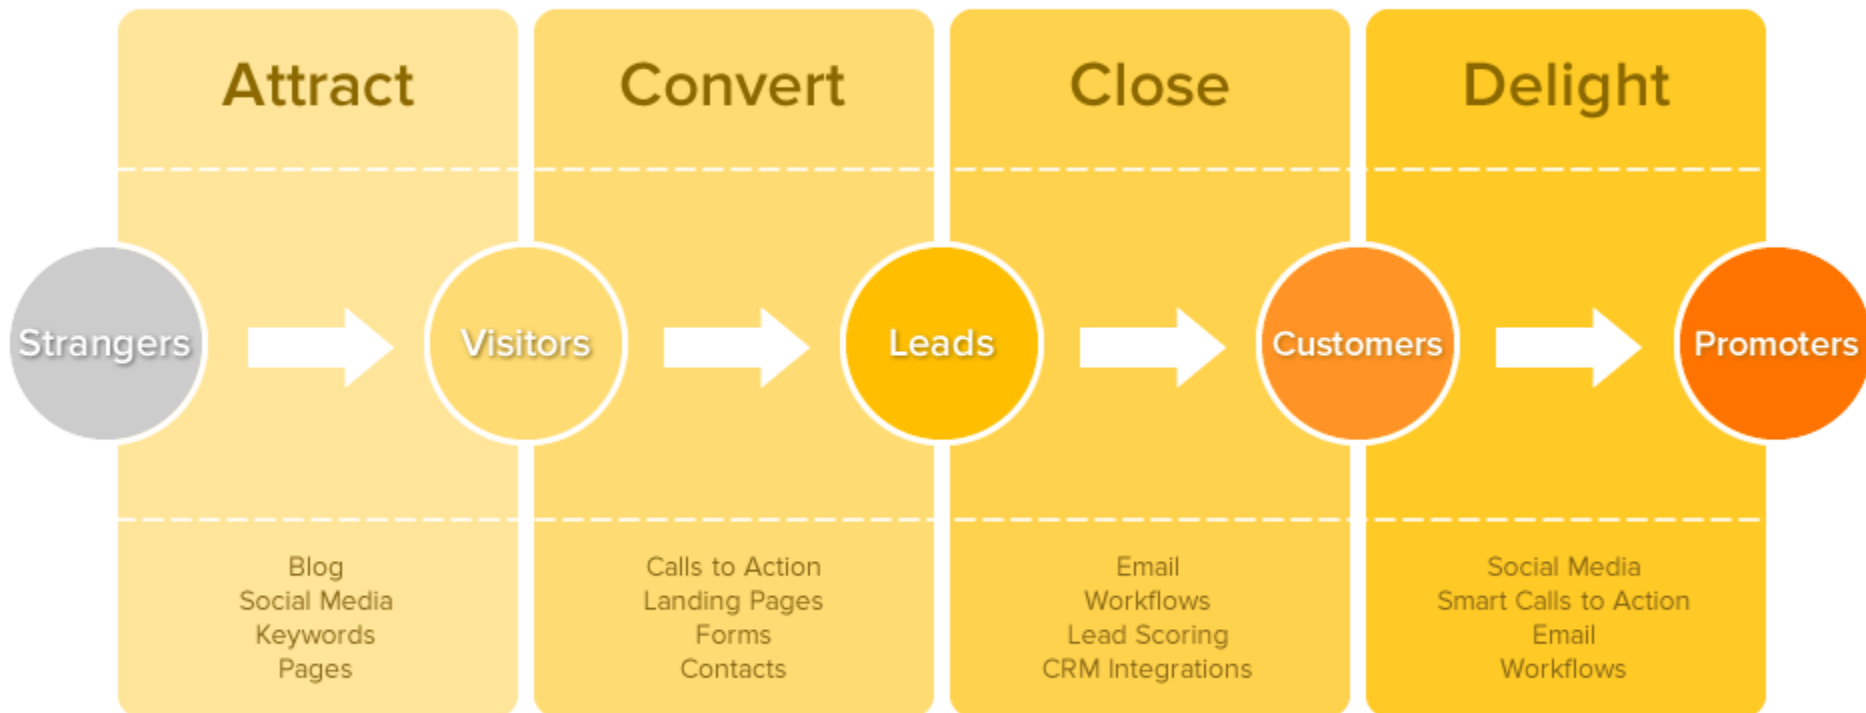 Attract
Convert
Close
Delight
Strangers
Visitors
Leads
Customers
Promoters
Blog
Social Media
Keywords
Pages
Calls to Action
Landing Pages
Forms
Contacts
Email
Workflows
Lead Scoring
CRM Integrations
Social Media
Smart Calls to Action
Email
Workflows